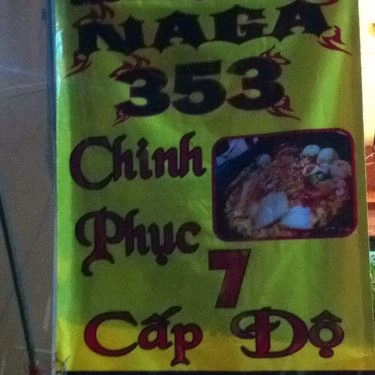 NAGA
353
Chinh
Phục
7
Cấp Độ